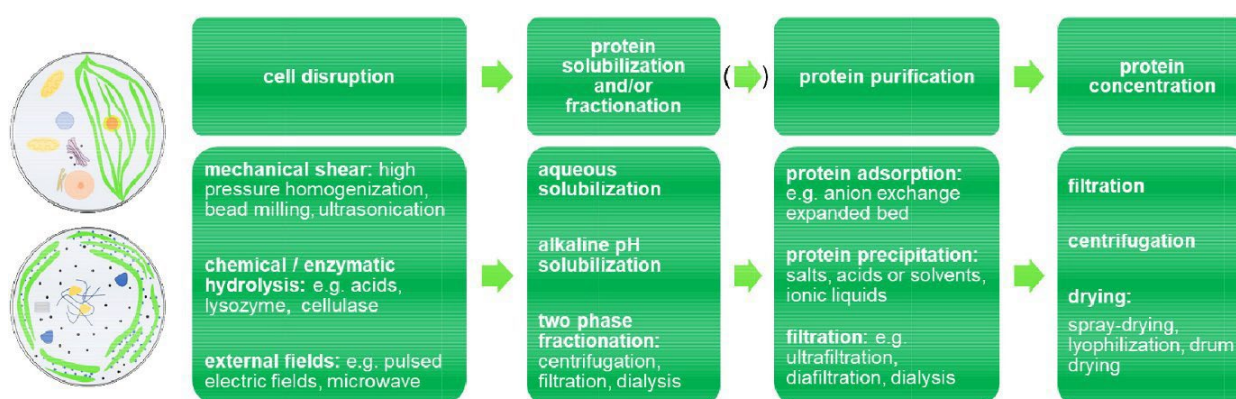 cell disruption
protein
solubilization
and/or
fractionation
(
)
protein purification
protein
concentration
mechanical shear: high
pressure homogenization,
bead milling, ultrasonication
chemical / enzymatic
hydrolysis: e.g. acids,
lysozyme, cellulase
external fields: e.g. pulsed
electric fields, microwave
aqueous
solubilization
alkaline pH
solubilization
two phase
fractionation:
centrifugation,
filtration, dialysis
protein adsorption:
e.g. anion exchange
expanded bed
protein precipitation:
salts, acids or solvents,
ionic liquids
filtration: e.g.
ultrafiltration,
diafiltration, dialysis
filtration
centrifugation
drying:
spray-drying,
lyophilization, drum
drying